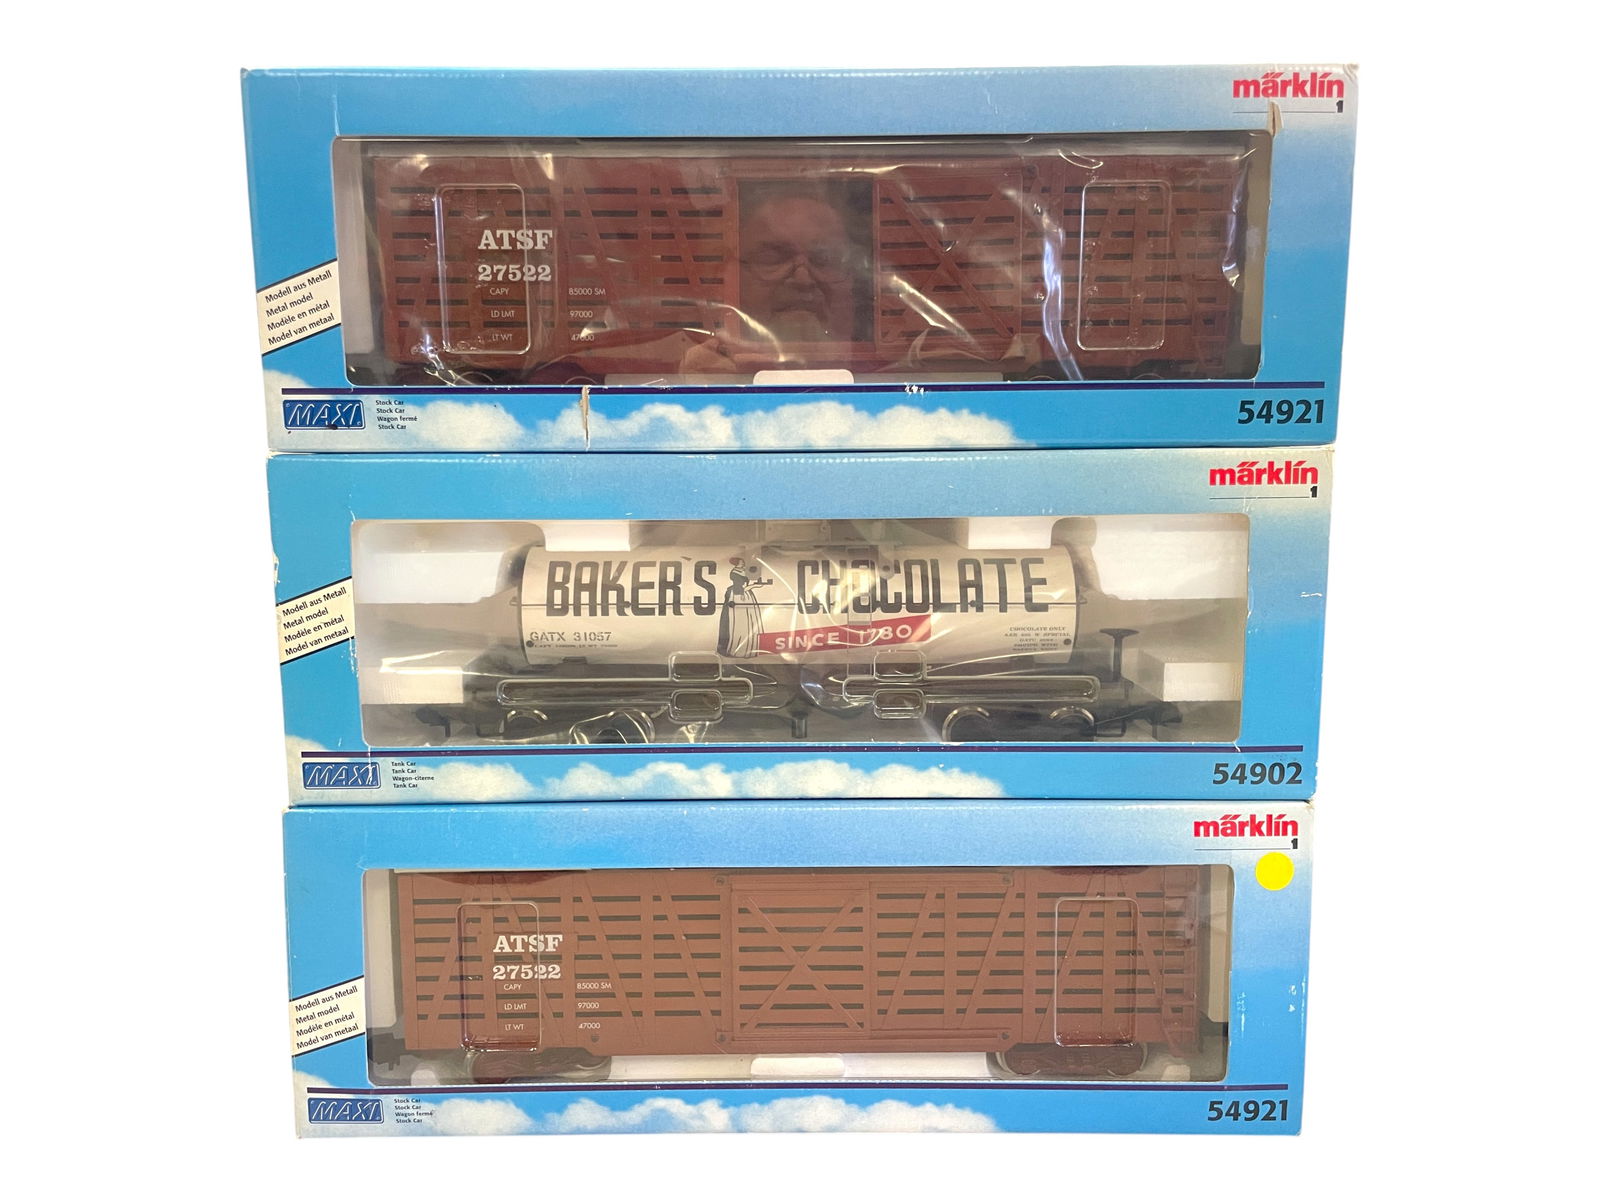 märklin
1
ATSF
27522
CAPY 85000 SM
LD LMT 97000
LT WT 47000
Modell aus Metall
Metal model
Modèle en métal
Model van metaal
MAXI
Stock Car
Stock Car
Wagon fermé
Stock Car
54921
märklin
1
BAKER'S CHOCOLATE
SINCE 1780
GATX 31057
CHOCOLATE ONLY
Modell aus Metall
Metal model
Modèle en métal
Model van metaal
MAXI
Tank Car
Tank Car
Wagon-citerne
Tank Car
54902
märklin
1
ATSF
27522
CAPY 85000 SM
LD LMT 97000
LT WT 47000
Modell aus Metall
Metal model
Modèle en métal
Model van metaal
MAXI
Stock Car
Stock Car
Wagon fermé
Stock Car
54921